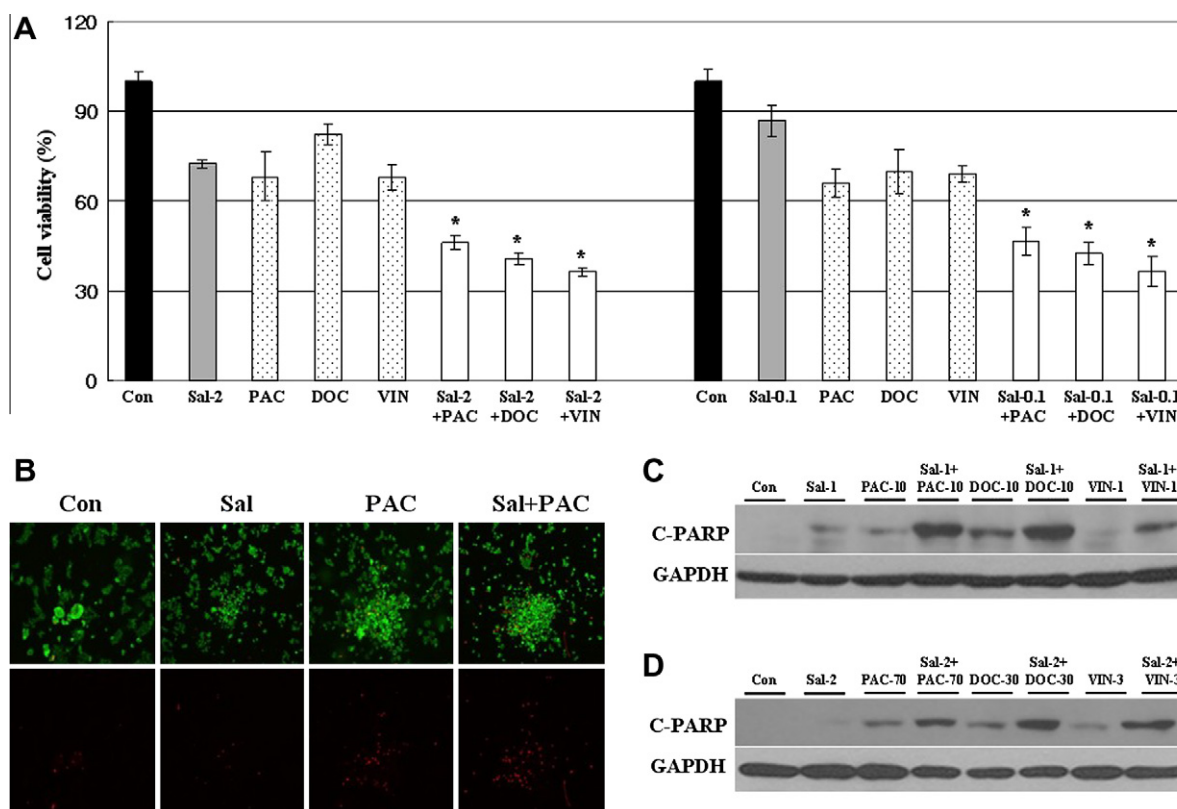 A
Cell viability (%)
120
90
60
30
0
Con Sal-2 PAC DOC VIN Sal-2 Sal-2 Sal-2
+PAC +DOC +VIN
Con Sal-0.1 PAC DOC VIN Sal-0.1 Sal-0.1 Sal-0.1
+PAC +DOC +VIN
* * * * * *
B
Con Sal PAC Sal+PAC
C
Sal-1+ Sal-1+ Sal-1+
Con Sal-1 PAC-10 PAC-10 DOC-10 DOC-10 VIN-1 VIN-1
C-PARP
GAPDH
D
Sal-2+ Sal-2+ Sal-2+
Con Sal-2 PAC-70 PAC-70 DOC-30 DOC-30 VIN-3 VIN-3
C-PARP
GAPDH